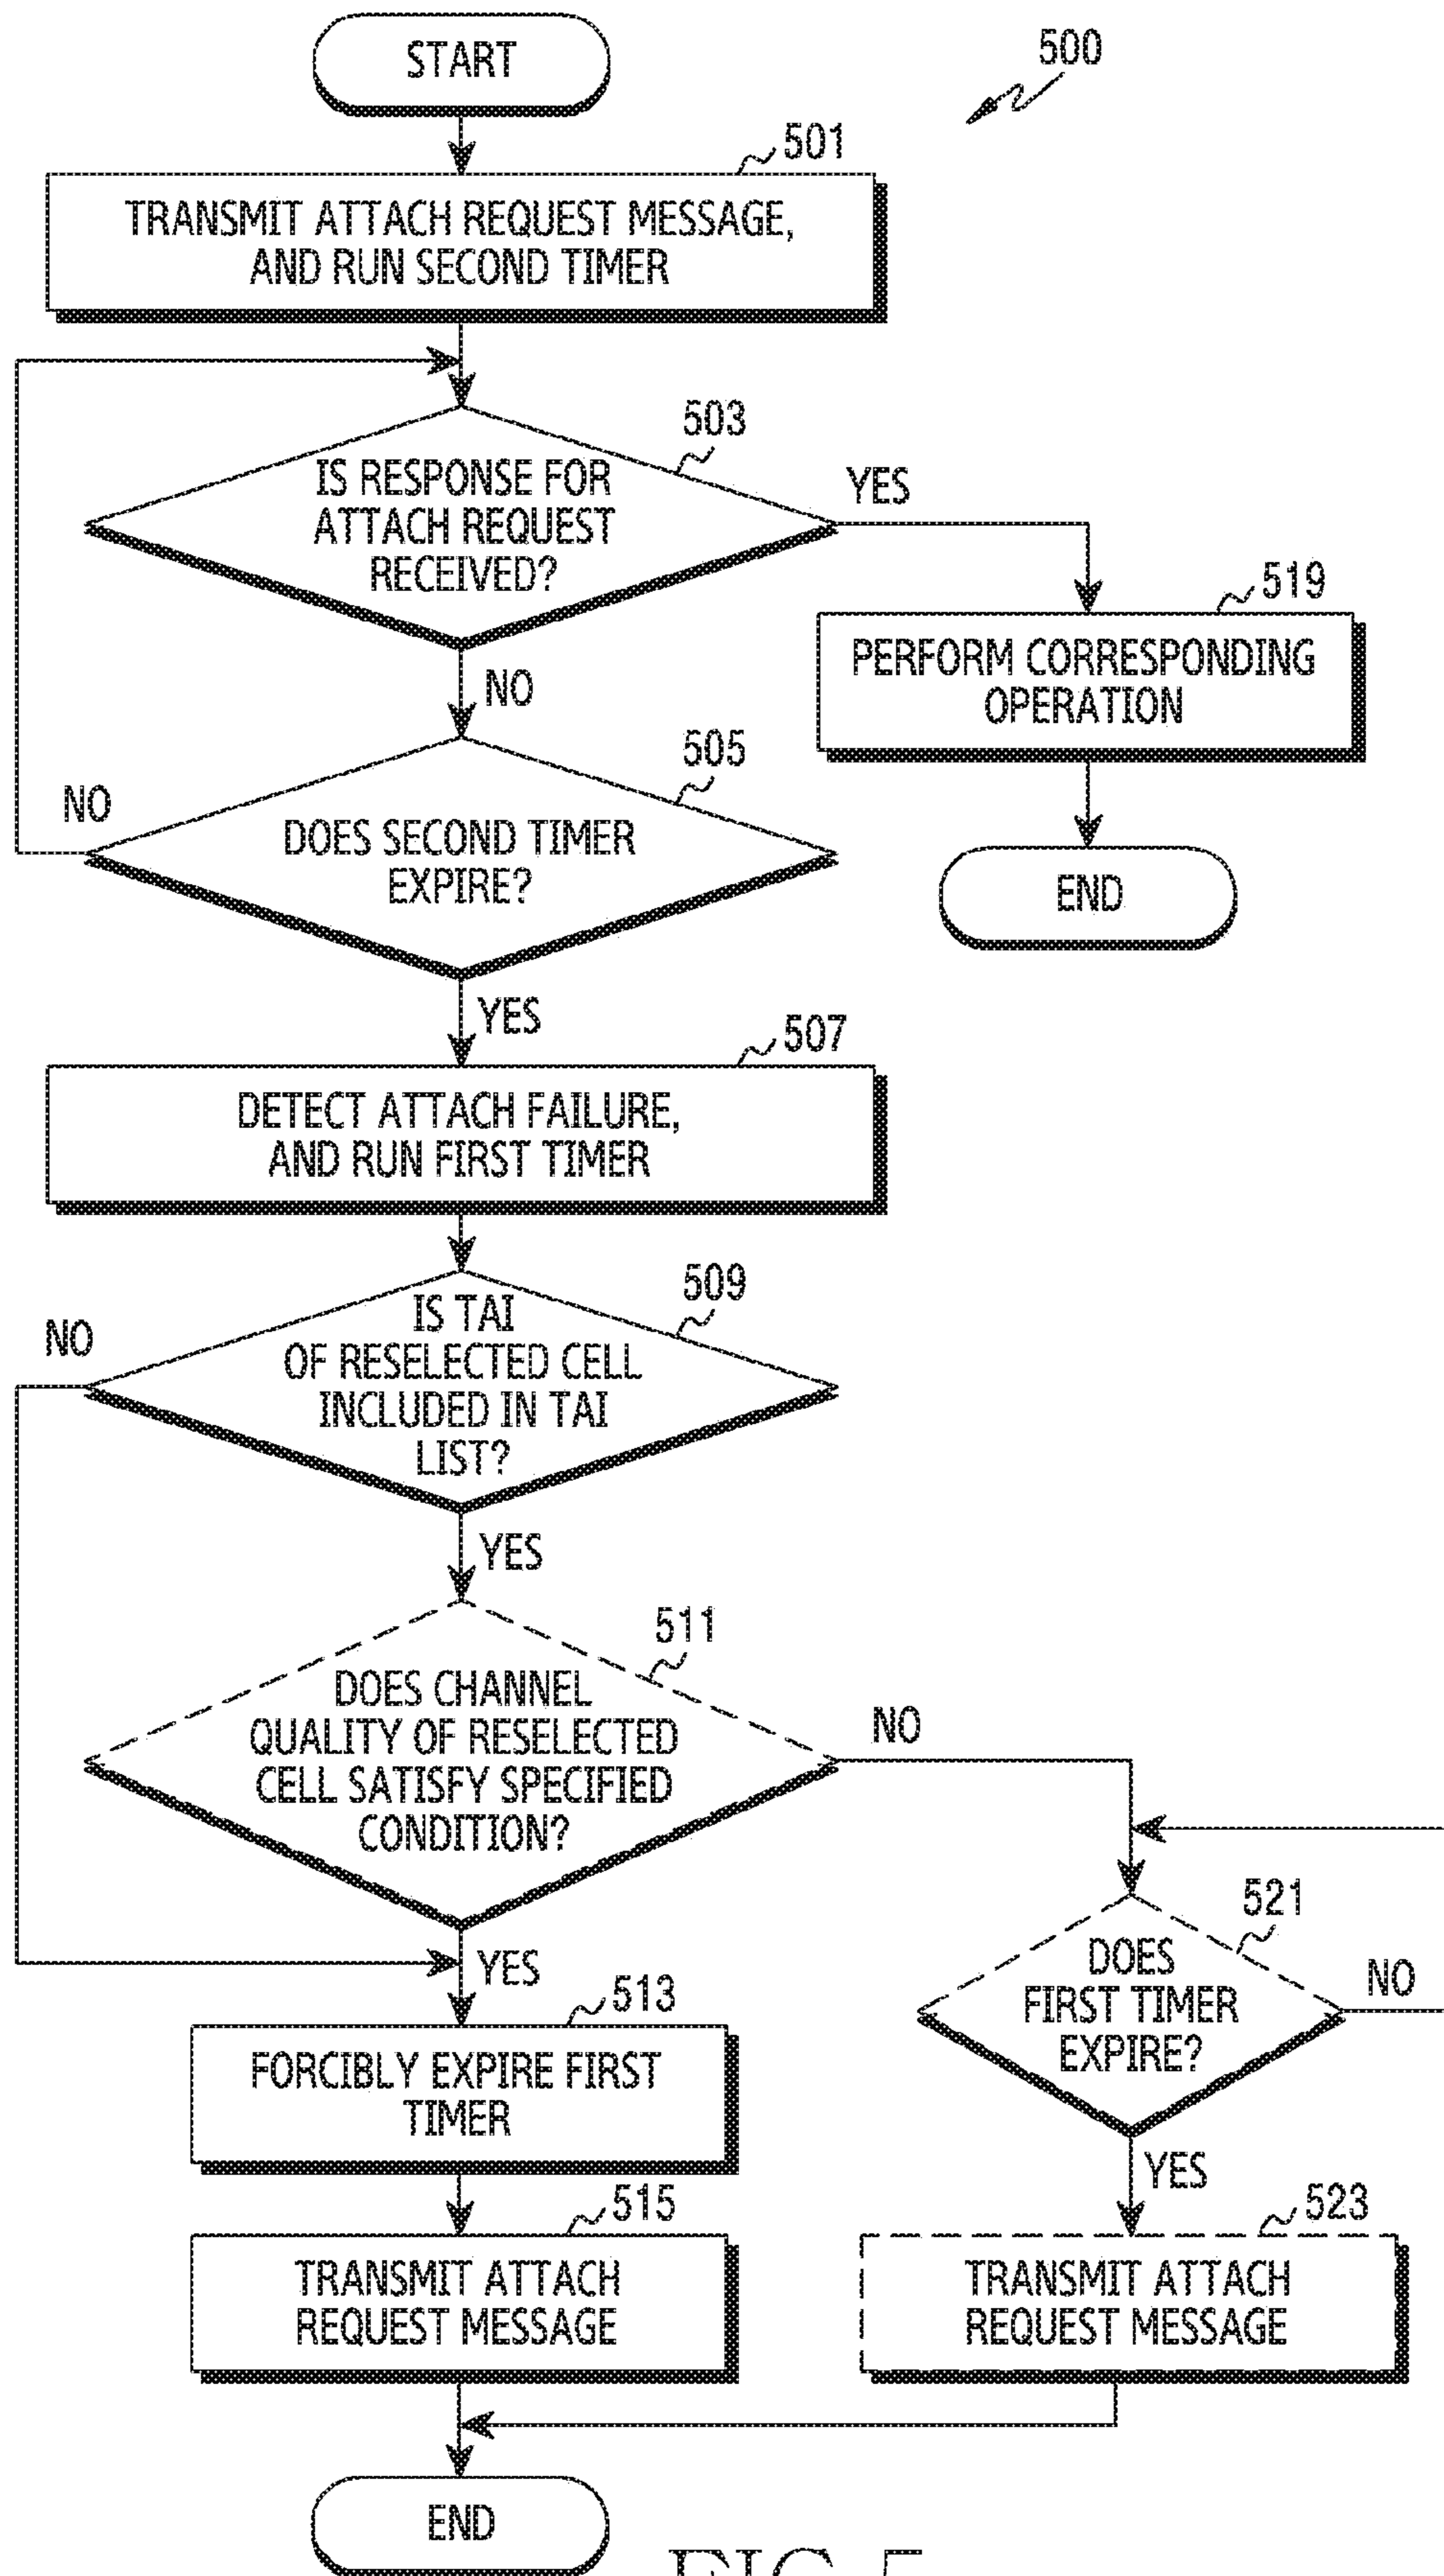 START
500
501
TRANSMIT ATTACH REQUEST MESSAGE,
AND RUN SECOND TIMER
503
IS RESPONSE FOR
ATTACH REQUEST
RECEIVED?
YES
519
PERFORM CORRESPONDING
OPERATION
NO
505
NO
DOES SECOND TIMER
EXPIRE?
END
YES
507
DETECT ATTACH FAILURE,
AND RUN FIRST TIMER
509
NO
IS TAI
OF RESELECTED CELL
INCLUDED IN TAI
LIST?
YES
511
DOES CHANNEL
QUALITY OF RESELECTED
CELL SATISFY SPECIFIED
CONDITION?
NO
521
DOES
FIRST TIMER
EXPIRE?
NO
YES
513
FORCIBLY EXPIRE FIRST
TIMER
YES
515
TRANSMIT ATTACH
REQUEST MESSAGE
523
TRANSMIT ATTACH
REQUEST MESSAGE
END
FIG. 5